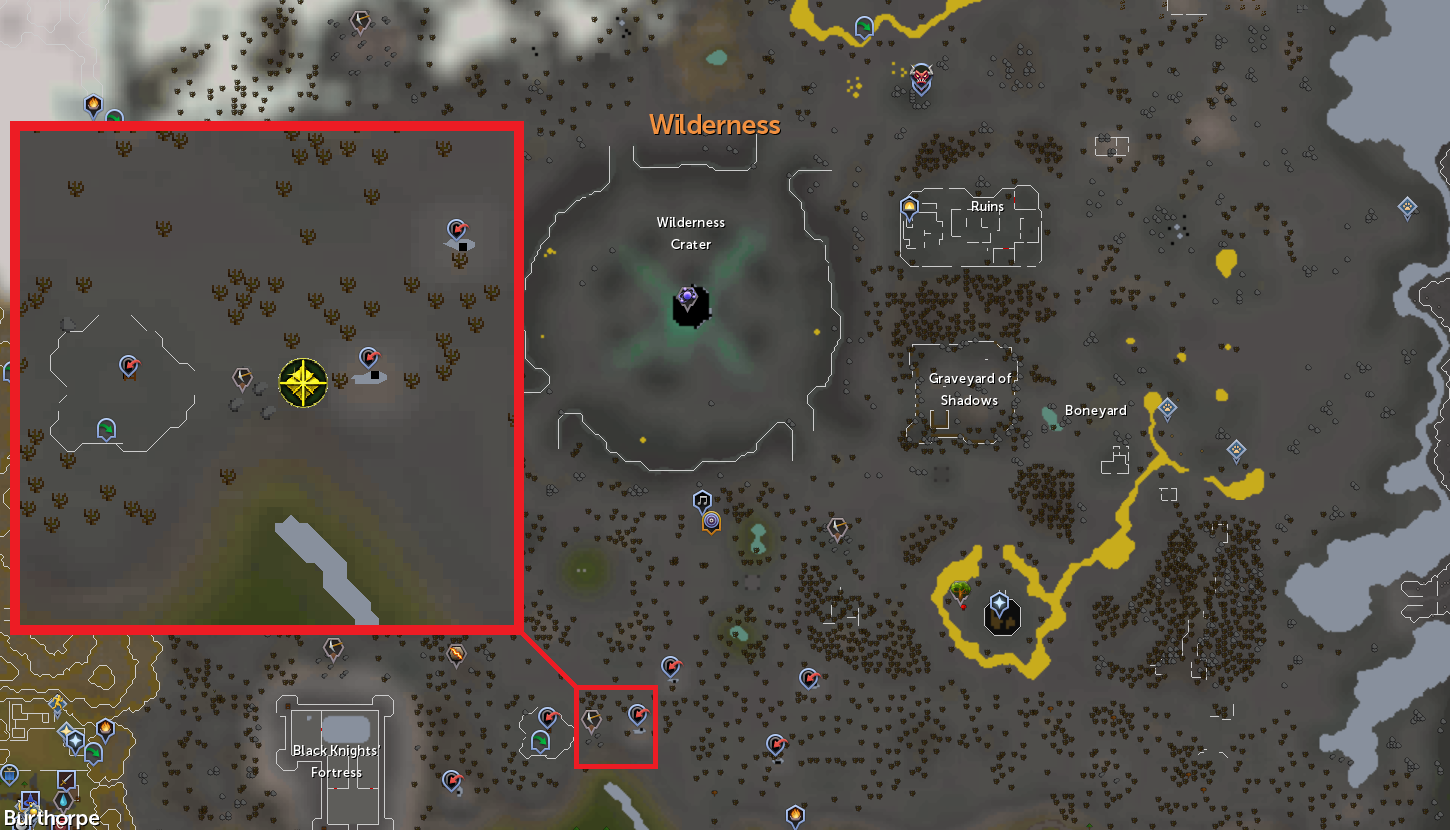 Wilderness
Wilderness
Crater
Ruins
Graveyard of
Shadows
Boneyard
Black Knights'
Fortress
Burthorpe